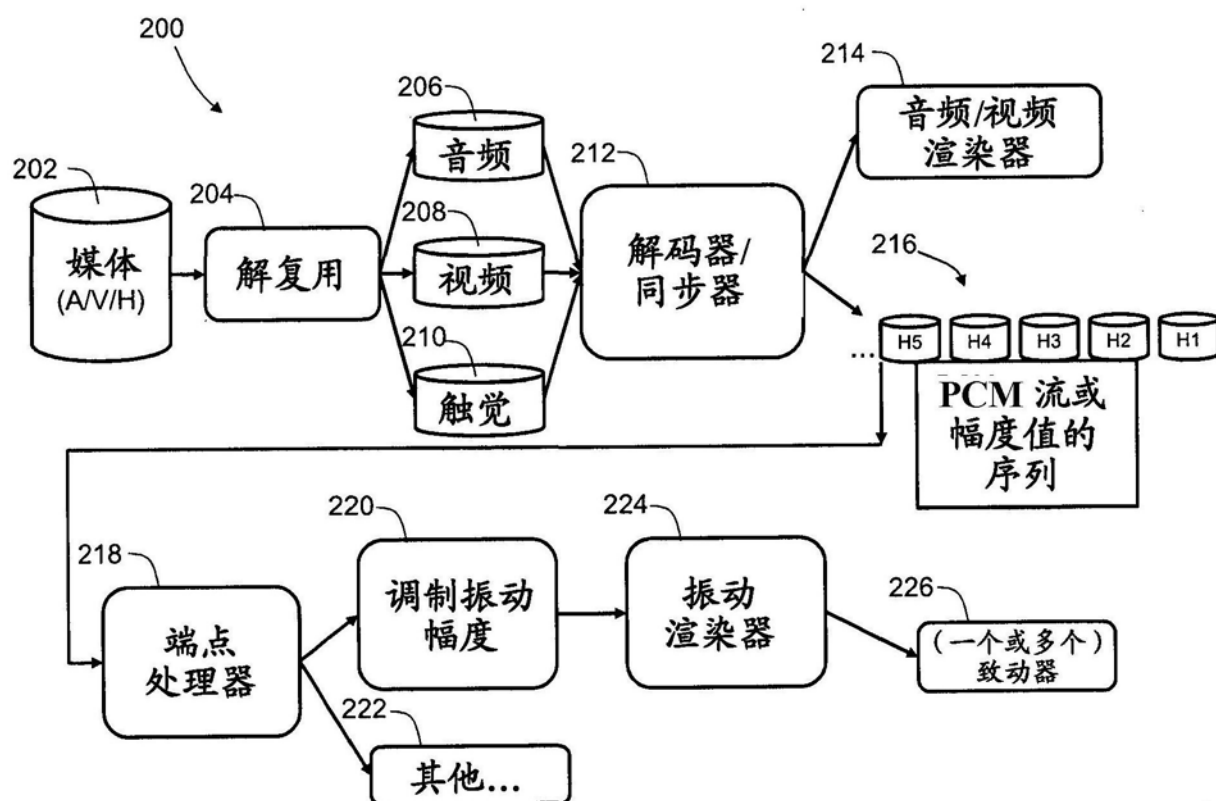 200
202
媒体
(A/V/H)
204
解复用
206
音频
208
视频
210
触觉
212
解码器/
同步器
214
音频/视频
渲染器
216
...
H5
H4
H3
H2
H1
PCM 流或
幅度值的
序列
218
端点
处理器
220
调制振动
幅度
222
其他...
224
振动
渲染器
226
(一个或多个)
致动器